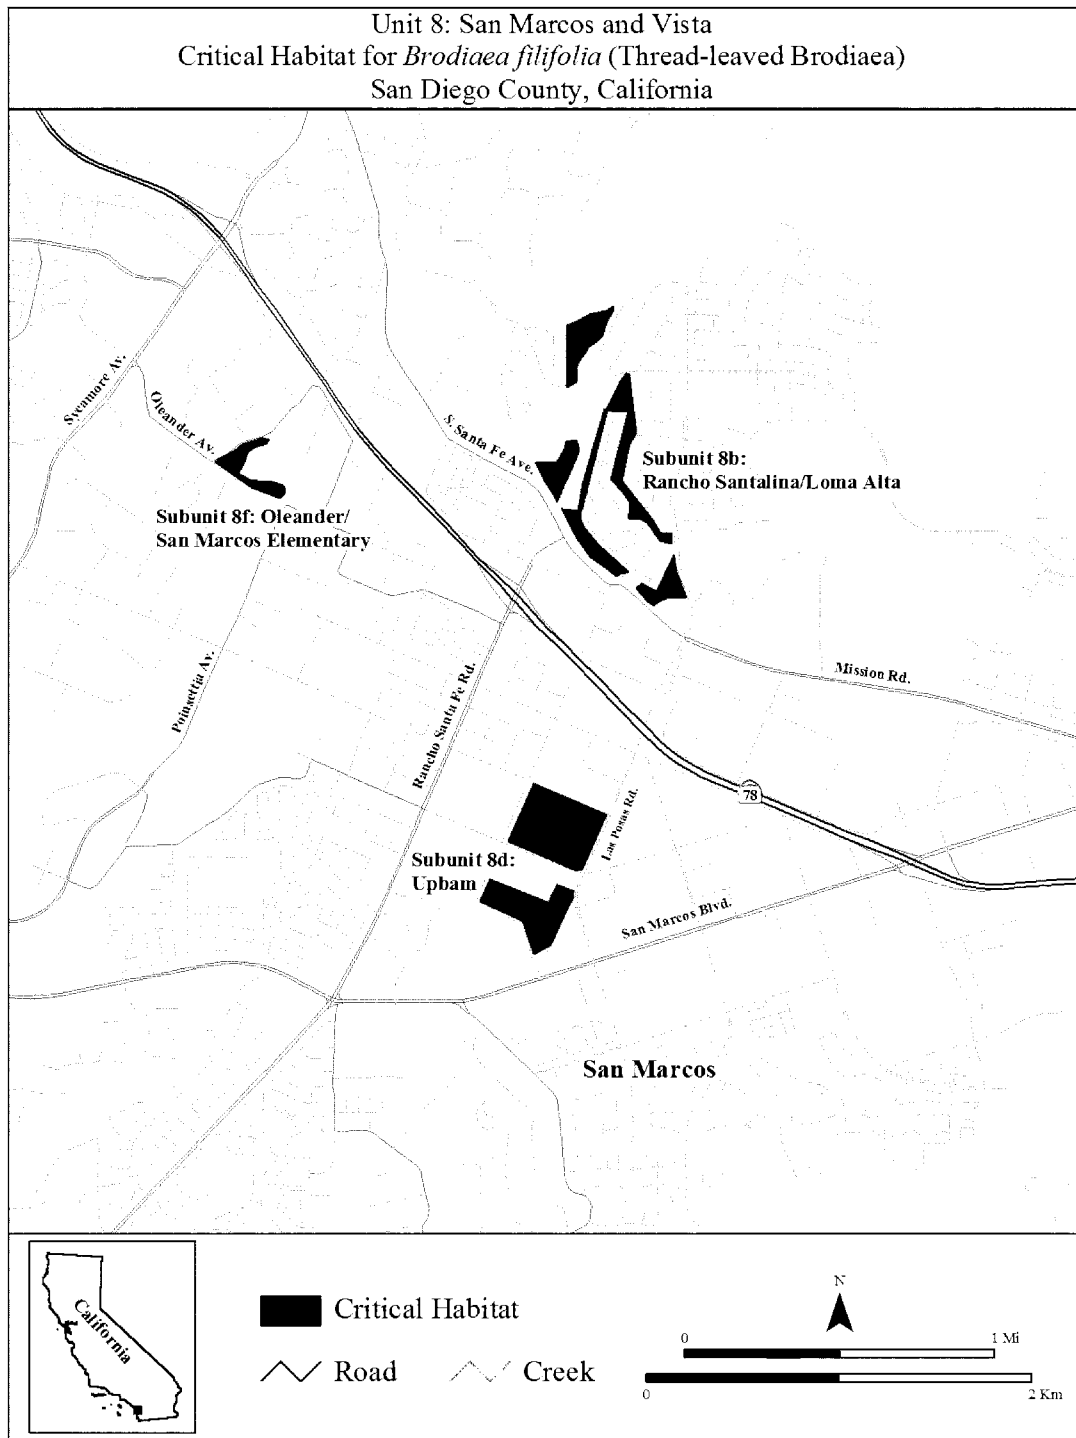 Unit 8: San Marcos and Vista
Critical Habitat for Brodiaea filifolia (Thread-leaved Brodiaea)
San Diego County, California
Sycamore Av.
Oleander Av.
S. Santa Fe Ave.
Subunit 8b:
Rancho Santalina/Loma Alta
Subunit 8f: Oleander/
San Marcos Elementary
Poinsettia Av.
Rancho Santa Fe Rd.
Mission Rd.
78
Las Posas Rd.
Subunit 8d:
Upbam
San Marcos Blvd.
San Marcos
California
Critical Habitat
Road
Creek
N
0
1 Mi
0
2 Km